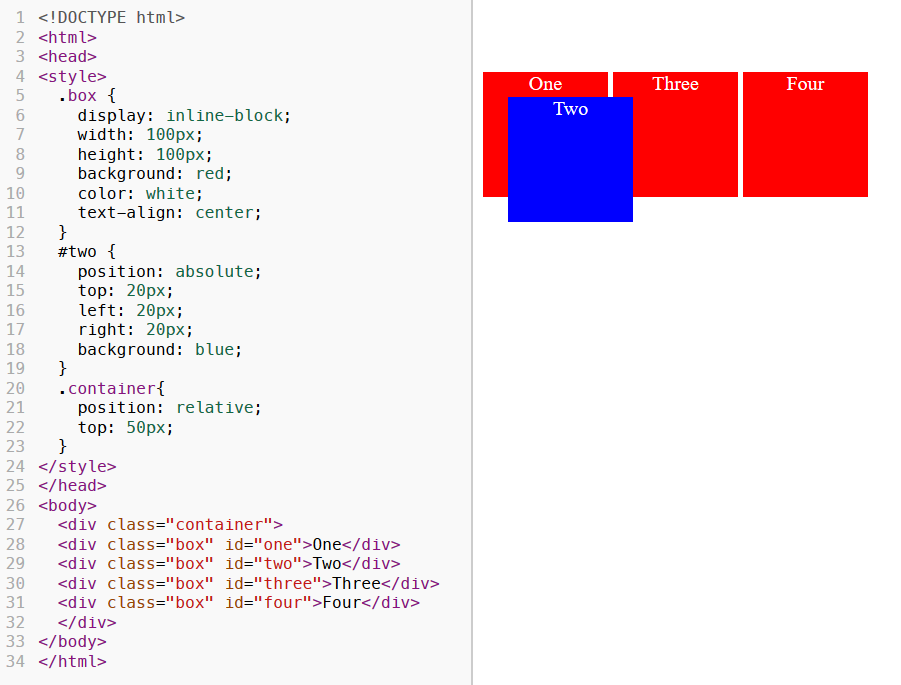 1 <!DOCTYPE html>
2 <html>
3 <head>
4 <style>
5   .box {
6     display: inline-block;
7     width: 100px;
8     height: 100px;
9     background: red;
10     color: white;
11     text-align: center;
12   }
13   #two {
14     position: absolute;
15     top: 20px;
16     left: 20px;
17     right: 20px;
18     background: blue;
19   }
20   .container{
21     position: relative;
22     top: 50px;
23   }
24 </style>
25 </head>
26 <body>
27   <div class="container">
28   <div class="box" id="one">One</div>
29   <div class="box" id="two">Two</div>
30   <div class="box" id="three">Three</div>
31   <div class="box" id="four">Four</div>
32   </div>
33 </body>
34 </html>
One Three Four
Two